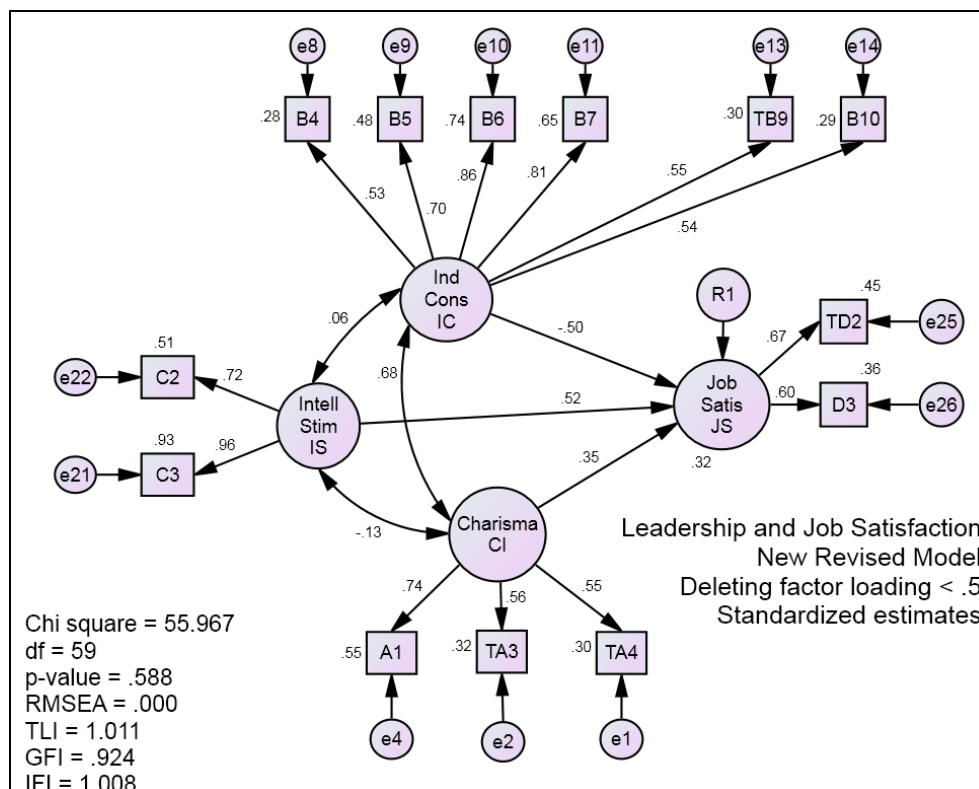 e8
e9
e10
e11
e13
e14
.28
B4
.48
B5
.74
B6
.65
B7
.30
TB9
.29
B10
.53
.70
.86
.81
.55
.54
Ind
Cons
IC
R1
.45
TD2
e25
.06
-.50
.67
.51
e22
C2
.72
.68
.36
Intell
Stim
IS
.52
Job
Satis
JS
.60
D3
e26
.93
.96
e21
C3
.35
.32
-.13
Charisma
CI
Leadership and Job Satisfaction
New Revised Model
Deleting factor loading < .5
Standardized estimates
.74
.56
.55
.55
A1
.32
TA3
.30
TA4
e4
e2
e1
Chi square = 55.967
df = 59
p-value = .588
RMSEA = .000
TLI = 1.011
GFI = .924
IFI = 1.008